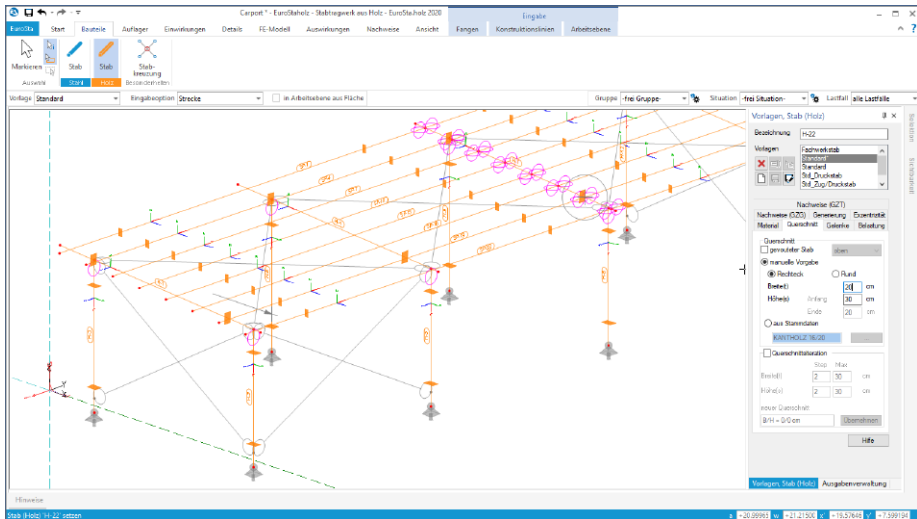 Carport * - EuroStaholz - Stabtragwerk aus Holz - EuroSta.holz 2020
Eingabe
EuroSta Start Bauteile Auflager Einwirkungen Details FE-Modell Auswirkungen Nachweise Ansicht Fangen Konstruktionslinien Arbeitsebene
Markieren Stab Stab Stab-
kreuzung
Auswahl Stahl Holz Besonderheiten
Vorlage Standard Eingabeoption Strecke in Arbeitsebene aus Fläche Gruppe -frei Gruppe- Situation -frei Situation- Lastfall alle Lastfälle
Vorlagen, Stab (Holz)
Bezeichnung H-22
Vorlagen Fachwerkstab
Standard*
Standard
Std_Druckstab
Std_Zug/Druckstab
Nachweise (GZT)
Nachweise (GZG) Generierung Exzentrizität
Material Querschnitt Gelenke Belastung
Querschnitt
gevouteter Stab oben
manuelle Vorgabe
Rechteck Rund
Breite(t) 20 cm
Höhe(s) Anfang 30 cm
Ende 20 cm
aus Stammdaten
KANTHOLZ 16/20 ...
Querschnittsiteration
Step Max
Breite(t) 2 30 cm
Höhe(s) 2 30 cm
neuer Querschnitt
B/H = 0/0 cm Übernehmen
Hilfe
Vorlagen, Stab (Holz) Ausgabenverwaltung
Selektion
Sichtbarkeit
Hinweise
Stab (Holz) 'H-22' setzen